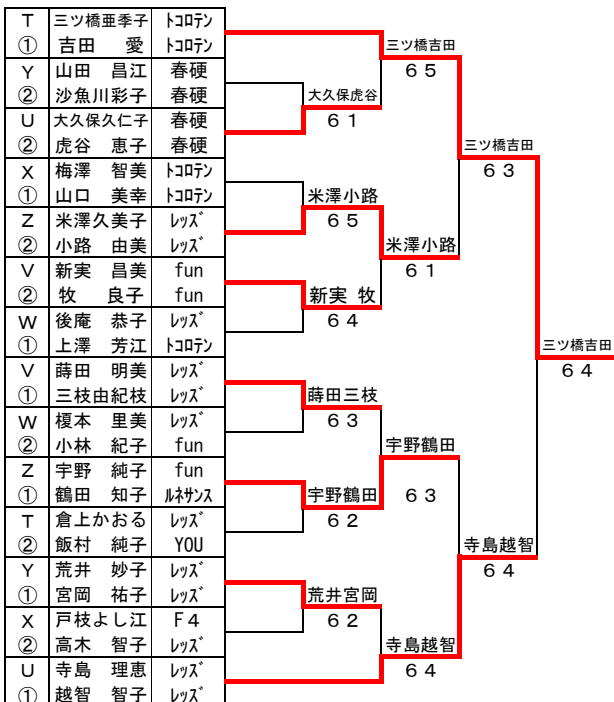 T 三ツ橋亜季子 ﾄｺﾛﾃﾝ
① 吉田 愛 ﾄｺﾛﾃﾝ
Y 山田 昌江 春硬
② 沙魚川彩子 春硬
U 大久保久仁子 春硬
② 虎谷 恵子 春硬
X 梅澤 智美 ﾄｺﾛﾃﾝ
① 山口 美幸 ﾄｺﾛﾃﾝ
Z 米澤久美子 ﾚｯｽﾞ
② 小路 由美 ﾚｯｽﾞ
V 新実 昌美 fun
② 牧 良子 fun
W 後庵 恭子 ﾚｯｽﾞ
① 上澤 芳江 ﾄｺﾛﾃﾝ
V 蒔田 明美 ﾚｯｽﾞ
① 三枝由紀枝 ﾚｯｽﾞ
W 榎本 里美 ﾚｯｽﾞ
② 小林 紀子 fun
Z 宇野 純子 fun
① 鶴田 知子 ﾙﾈｻﾝｽ
T 倉上かおる ﾚｯｽﾞ
② 飯村 純子 YOU
Y 荒井 妙子 ﾚｯｽﾞ
① 宮岡 祐子 ﾚｯｽﾞ
X 戸枝よし江 F4
② 高木 智子 ﾚｯｽﾞ
U 寺島 理恵 ﾚｯｽﾞ
① 越智 智子 ﾚｯｽﾞ
大久保虎谷
６１
米澤小路
６５
新実 牧
６４
蒔田三枝
６３
宇野鶴田
６２
荒井宮岡
６２
三ツ橋吉田
６５
米澤小路
６１
宇野鶴田
６３
寺島越智
６４
三ツ橋吉田
６３
寺島越智
６４
三ツ橋吉田
６４